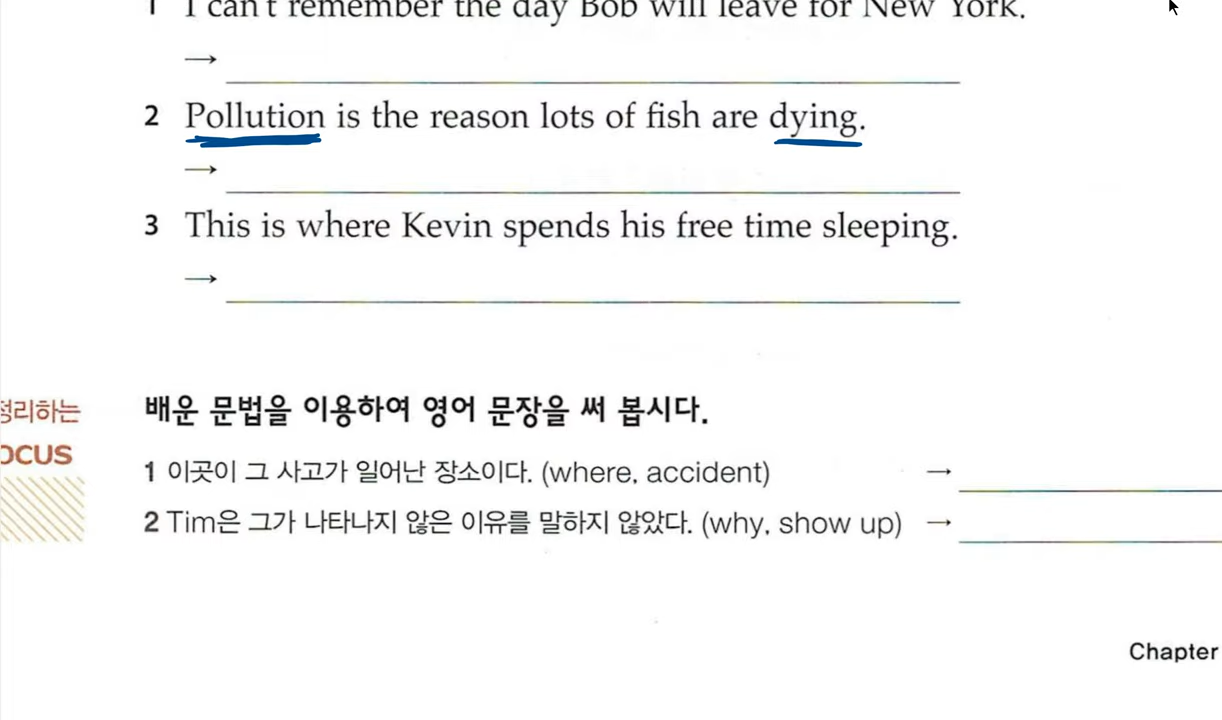 1 I can't remember the day Bob will leave for New York.
→
2 Pollution is the reason lots of fish are dying.
→
3 This is where Kevin spends his free time sleeping.
→
정리하는
OCUS
배운 문법을 이용하여 영어 문장을 써 봅시다.
1 이곳이 그 사고가 일어난 장소이다. (where, accident) →
2 Tim은 그가 나타나지 않은 이유를 말하지 않았다. (why, show up) →
Chapter